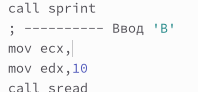 call sprint
; ---------- Ввод 'B'
mov ecx,
mov edx,10
call sread